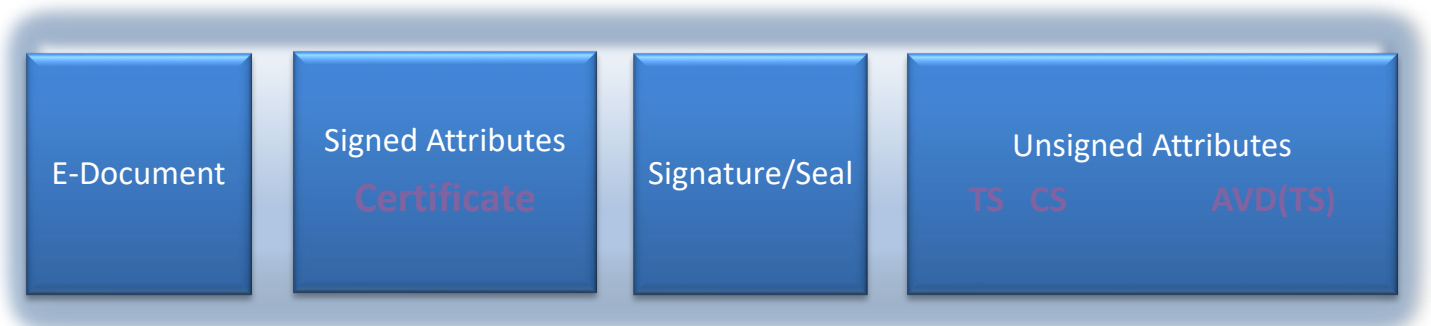 E-Document
Signed Attributes
Certificate
Signature/Seal
Unsigned Attributes
TS CS AVD(TS)